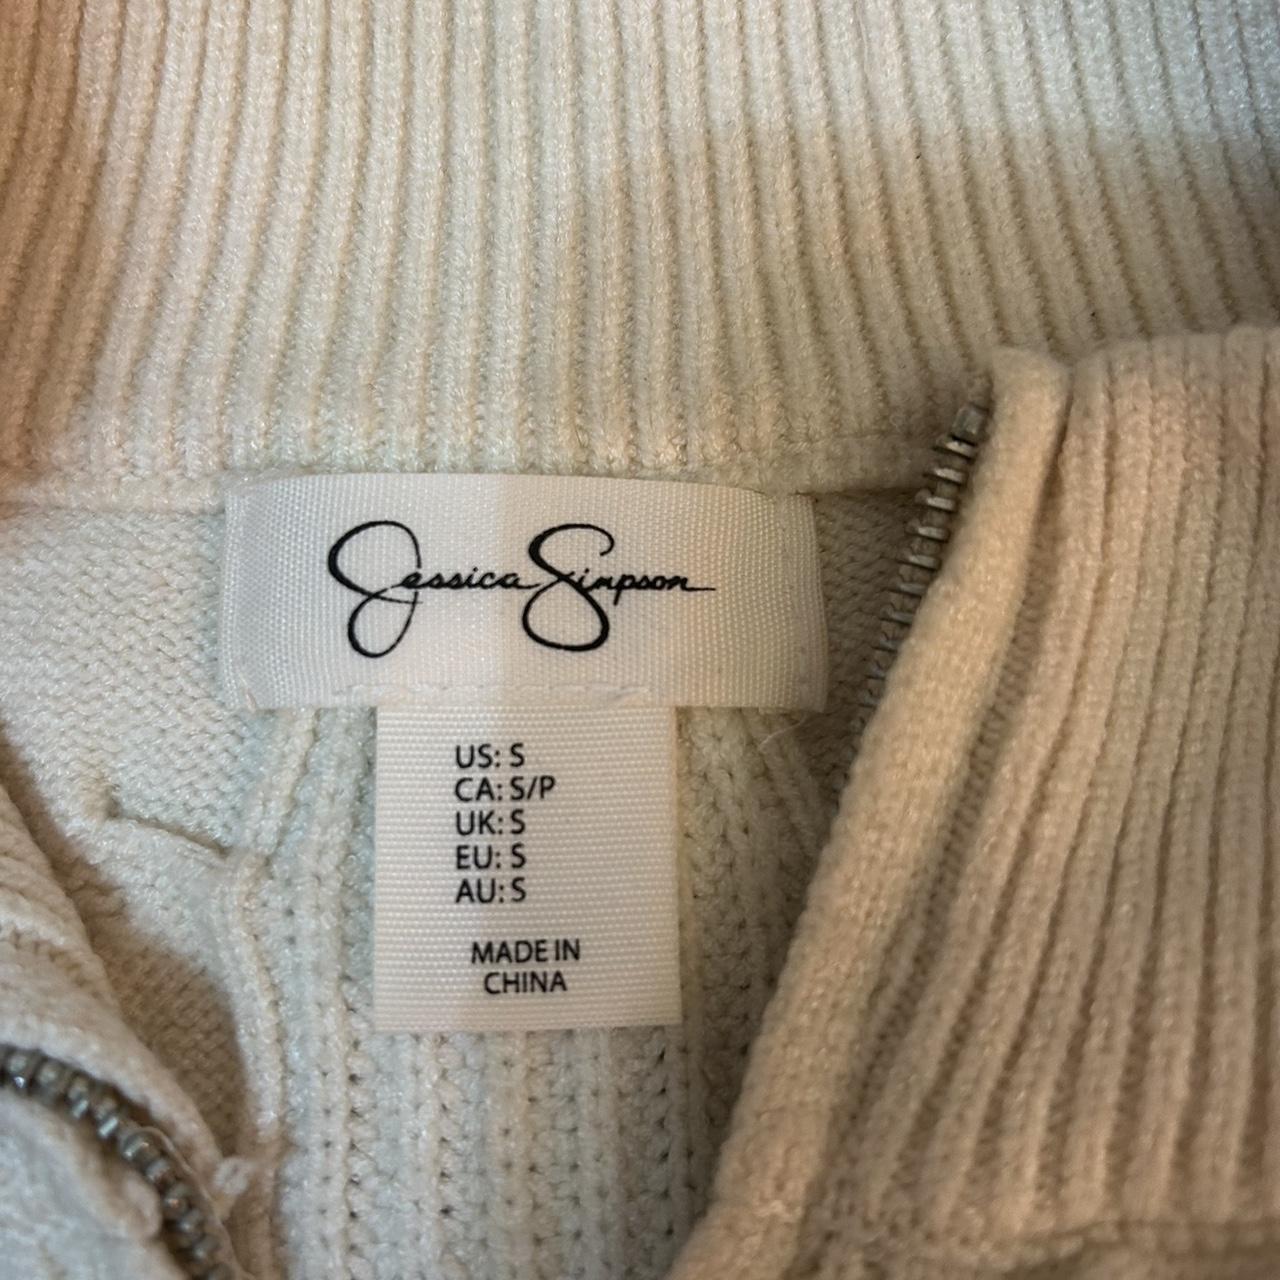 Jessica Simpson
US: S
CA: S/P
UK: S
EU: S
AU: S
MADE IN
CHINA